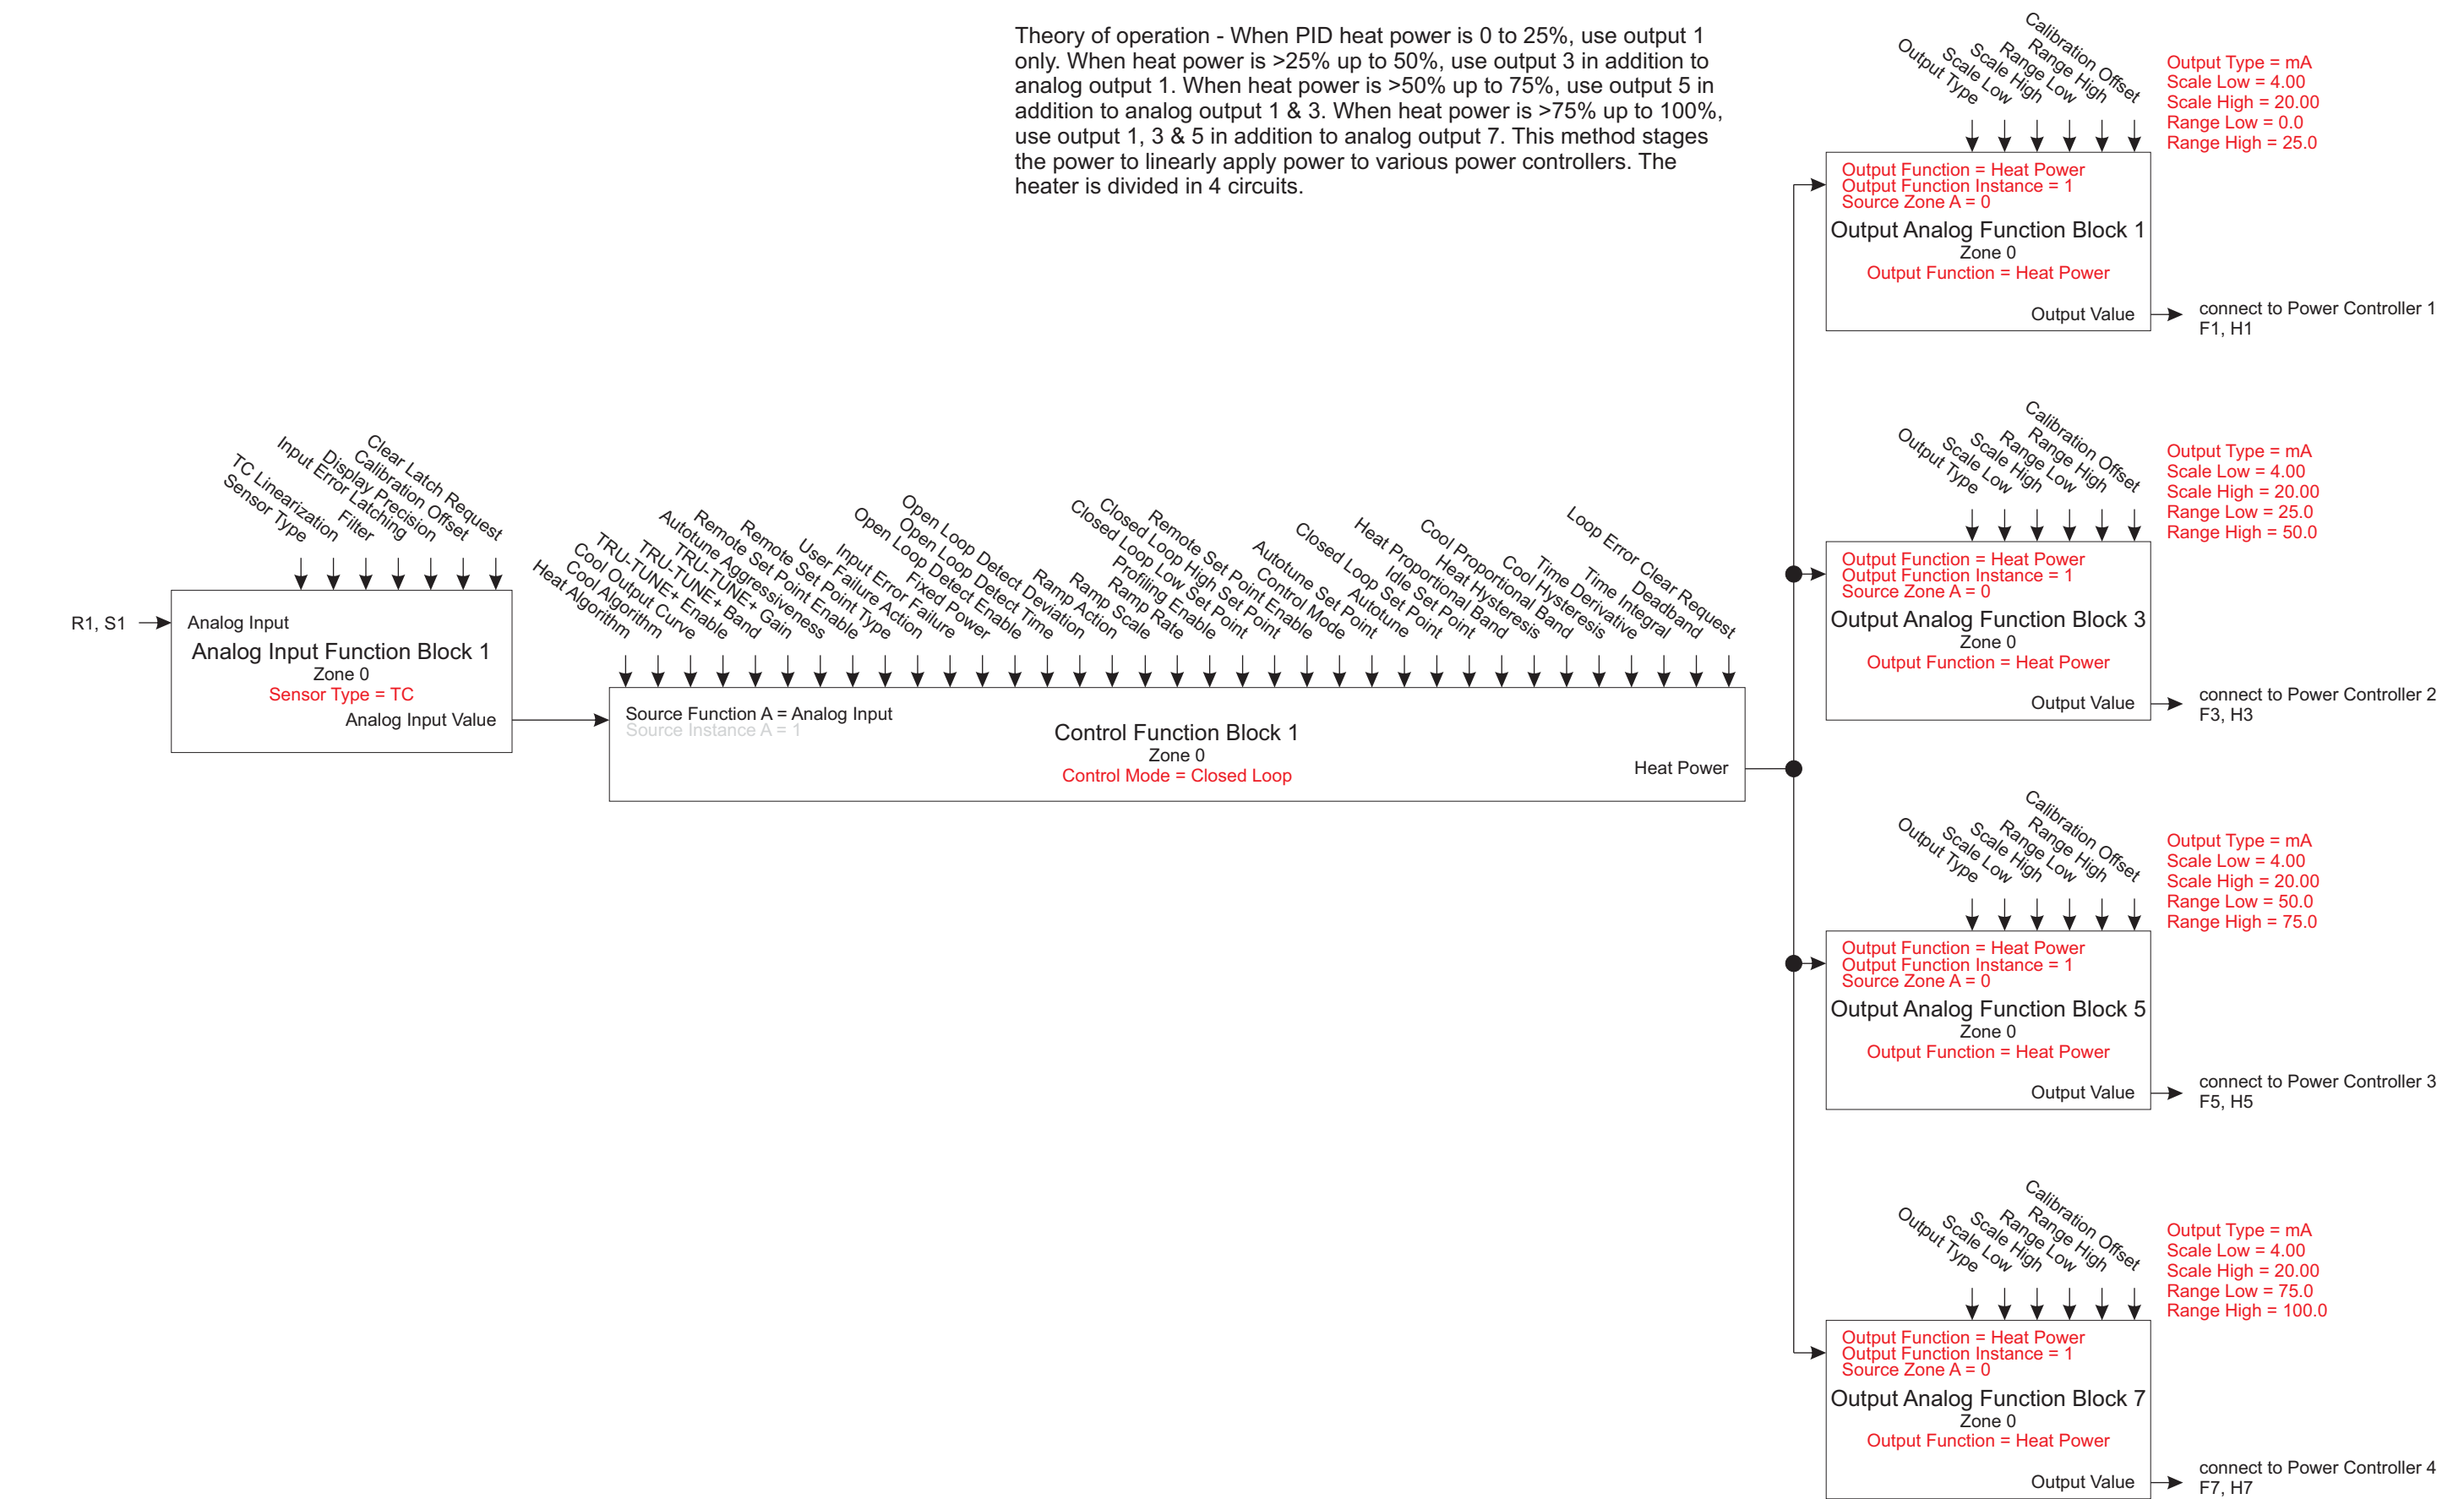 Theory of operation - When PID heat power is 0 to 25%, use output 1
only. When heat power is >25% up to 50%, use output 3 in addition to
analog output 1. When heat power is >50% up to 75%, use output 5 in
addition to analog output 1 & 3. When heat power is >75% up to 100%,
use output 1, 3 & 5 in addition to analog output 7. This method stages
the power to linearly apply power to various power controllers. The
heater is divided in 4 circuits.
R1, S1
Sensor Type
TC Linearization
Filter
Input Error Latching
Display Precision
Calibration Offset
Clear Latch Request
Analog Input
Analog Input Function Block 1
Zone 0
Sensor Type = TC
Analog Input Value
Heat Algorithm
Cool Algorithm
Cool Output Curve
TRU-TUNE+ Enable
TRU-TUNE+ Band
TRU-TUNE+ Gain
Autotune Aggressiveness
Remote Set Point Enable
Remote Set Point Type
User Failure Action
Input Error Failure
Fixed Power
Open Loop Detect Enable
Open Loop Detect Time
Open Loop Detect Deviation
Ramp Action
Ramp Scale
Ramp Rate
Profiling Enable
Closed Loop Low Set Point
Closed Loop High Set Point
Remote Set Point Enable
Control Mode
Autotune Set Point
Autotune
Closed Loop Set Point
Idle Set Point
Heat Proportional Band
Heat Hysteresis
Cool Proportional Band
Cool Hysteresis
Time Derivative
Time Integral
Deadband
Loop Error Clear Request
Source Function A = Analog Input
Source Instance A = 1
Control Function Block 1
Zone 0
Control Mode = Closed Loop
Heat Power
Output Type
Scale Low
Scale High
Range Low
Range High
Calibration Offset
Output Type = mA
Scale Low = 4.00
Scale High = 20.00
Range Low = 0.0
Range High = 25.0
Output Function = Heat Power
Output Function Instance = 1
Source Zone A = 0
Output Analog Function Block 1
Zone 0
Output Function = Heat Power
Output Value
connect to Power Controller 1
F1, H1
Output Type
Scale Low
Scale High
Range Low
Range High
Calibration Offset
Output Type = mA
Scale Low = 4.00
Scale High = 20.00
Range Low = 25.0
Range High = 50.0
Output Function = Heat Power
Output Function Instance = 1
Source Zone A = 0
Output Analog Function Block 3
Zone 0
Output Function = Heat Power
Output Value
connect to Power Controller 2
F3, H3
Output Type
Scale Low
Scale High
Range Low
Range High
Calibration Offset
Output Type = mA
Scale Low = 4.00
Scale High = 20.00
Range Low = 50.0
Range High = 75.0
Output Function = Heat Power
Output Function Instance = 1
Source Zone A = 0
Output Analog Function Block 5
Zone 0
Output Function = Heat Power
Output Value
connect to Power Controller 3
F5, H5
Output Type
Scale Low
Scale High
Range Low
Range High
Calibration Offset
Output Type = mA
Scale Low = 4.00
Scale High = 20.00
Range Low = 75.0
Range High = 100.0
Output Function = Heat Power
Output Function Instance = 1
Source Zone A = 0
Output Analog Function Block 7
Zone 0
Output Function = Heat Power
Output Value
connect to Power Controller 4
F7, H7